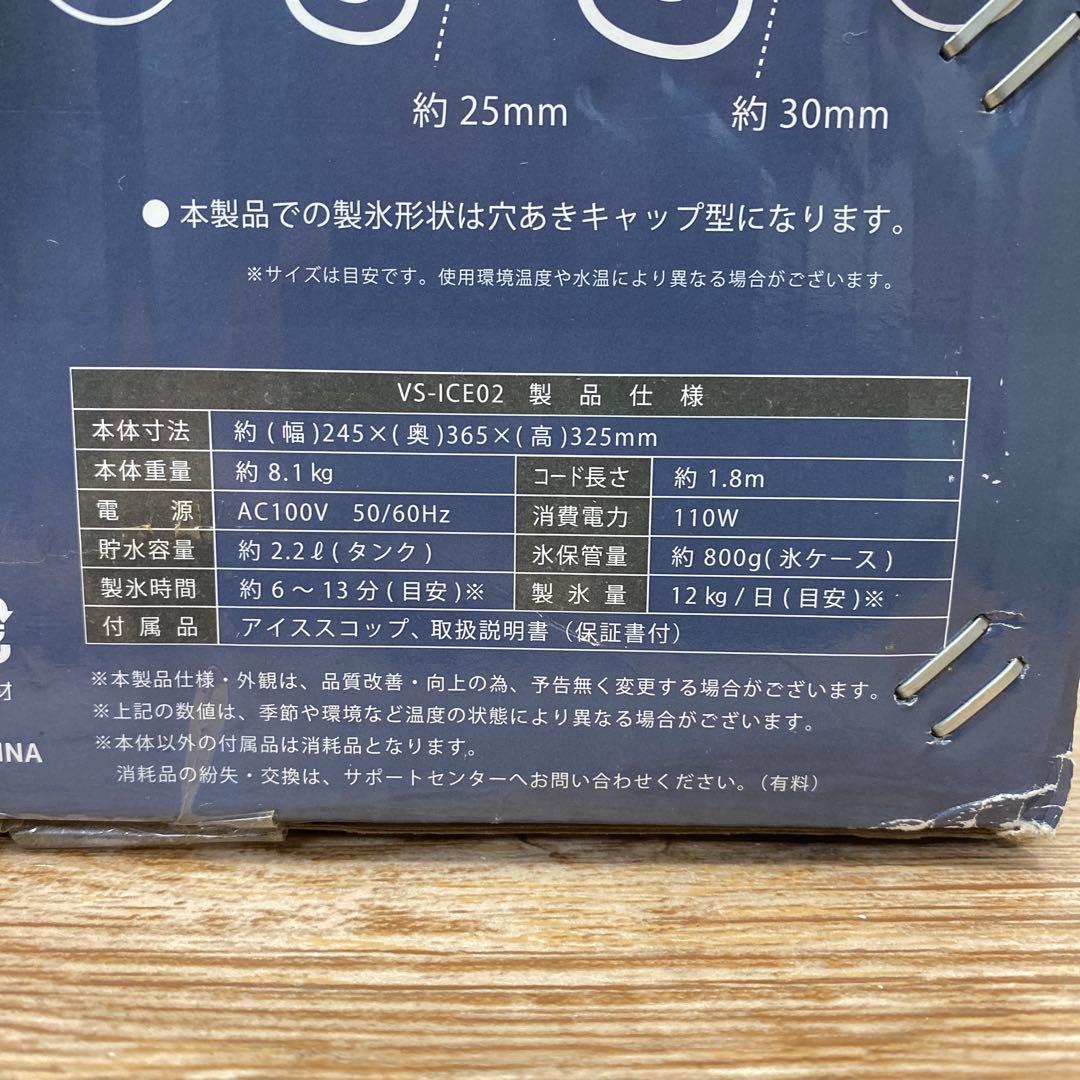 約 25mm
約 30mm
● 本製品での製氷形状は穴あきキャップ型になります。
※サイズは目安です。使用環境温度や水温により異なる場合がございます。
VS-ICE02 製品仕様
本体寸法 約(幅)245×(奥)365×(高)325mm
本体重量 約 8.1kg コード長さ 約 1.8m
電源 AC100V 50/60Hz 消費電力 110W
貯水容量 約 2.2ℓ(タンク) 氷保管量 約 800g(氷ケース)
製氷時間 約 6～13分(目安)※ 製氷量 12kg/日(目安)※
付属品 アイススコップ、取扱説明書（保証書付）
※本製品仕様・外観は、品質改善・向上の為、予告無く変更する場合がございます。
※上記の数値は、季節や環境など温度の状態により異なる場合がございます。
※本体以外の付属品は消耗品となります。
消耗品の紛失・交換は、サポートセンターへお問い合わせください。（有料）